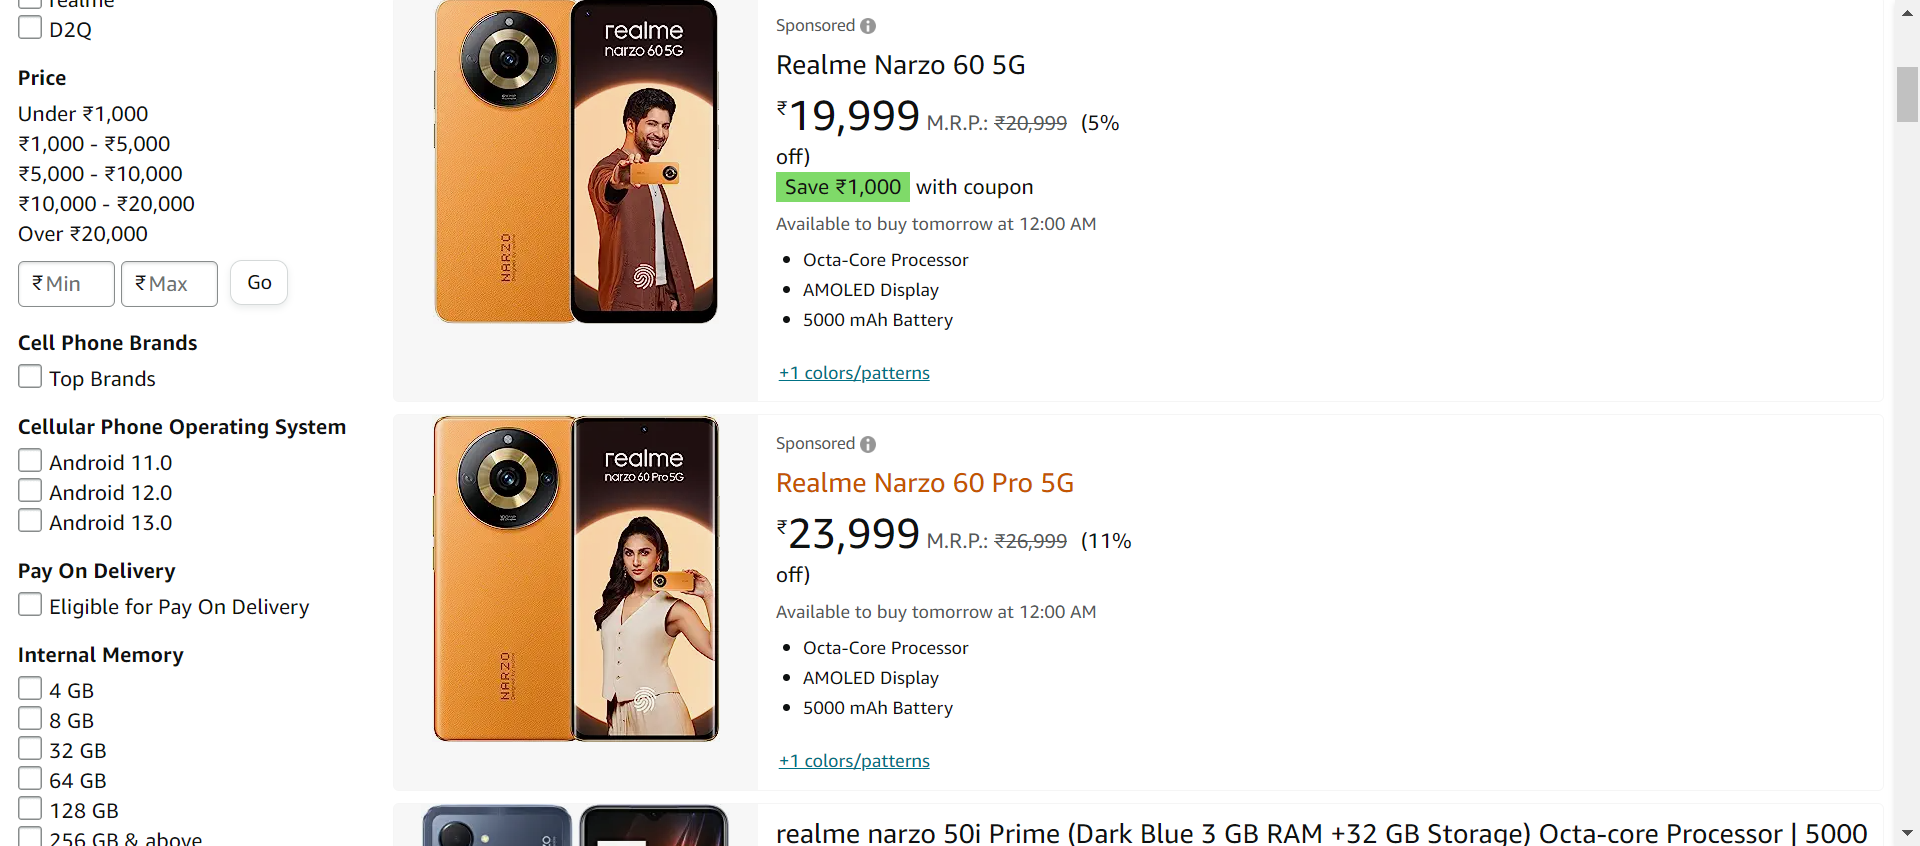 realme
D2Q
Price
Under ₹1,000
₹1,000 - ₹5,000
₹5,000 - ₹10,000
₹10,000 - ₹20,000
Over ₹20,000
₹ Min ₹ Max Go
Cell Phone Brands
Top Brands
Cellular Phone Operating System
Android 11.0
Android 12.0
Android 13.0
Pay On Delivery
Eligible for Pay On Delivery
Internal Memory
4 GB
8 GB
32 GB
64 GB
128 GB
256 GB & above
realme
narzo 60 5G
NARZO
Sponsored
Realme Narzo 60 5G
₹19,999 M.R.P.: ₹20,999 (5%
off)
Save ₹1,000 with coupon
Available to buy tomorrow at 12:00 AM
Octa-Core Processor
AMOLED Display
5000 mAh Battery
+1 colors/patterns
realme
narzo 60 Pro 5G
NARZO
Sponsored
Realme Narzo 60 Pro 5G
₹23,999 M.R.P.: ₹26,999 (11%
off)
Available to buy tomorrow at 12:00 AM
Octa-Core Processor
AMOLED Display
5000 mAh Battery
+1 colors/patterns
realme narzo 50i Prime (Dark Blue 3 GB RAM +32 GB Storage) Octa-core Processor | 5000